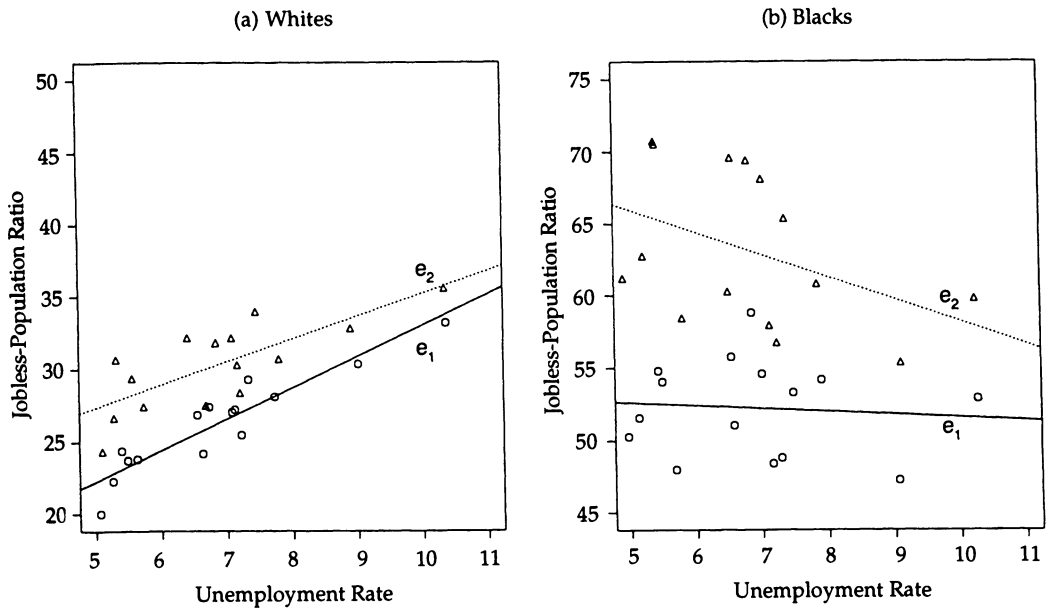 (a) Whites
50
45
40
35
30
25
20
Jobless-Population Ratio
e2
e1
5 6 7 8 9 10 11
Unemployment Rate
(b) Blacks
75
70
65
60
55
50
45
Jobless-Population Ratio
e2
e1
5 6 7 8 9 10 11
Unemployment Rate